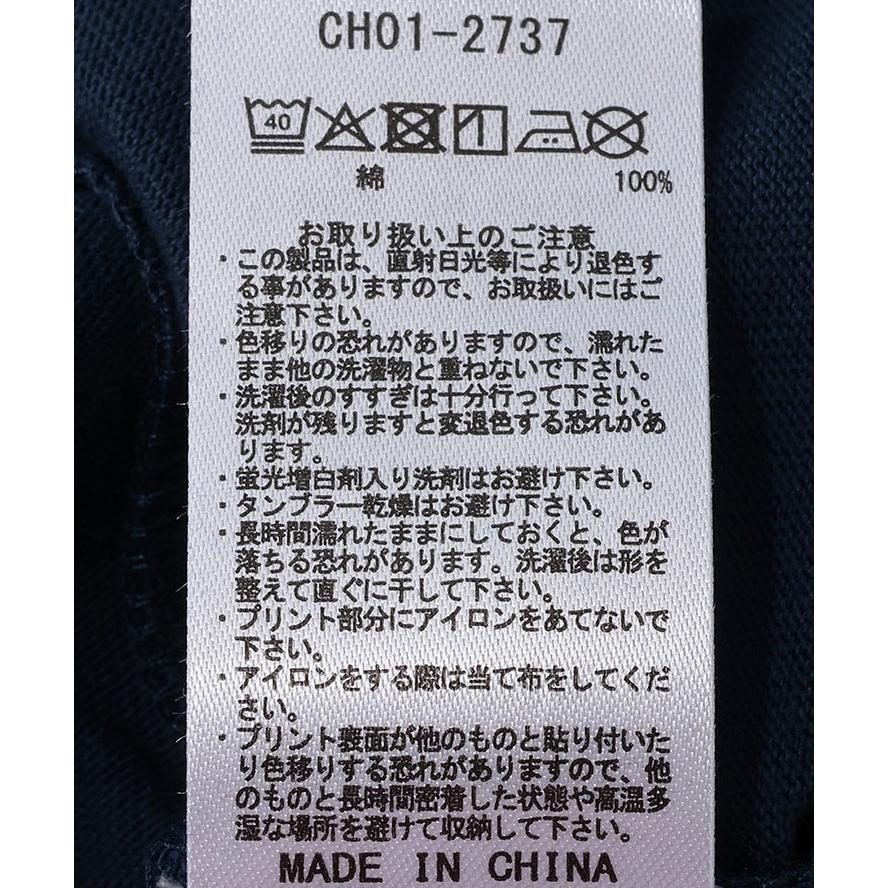 CH01-2737
40
綿 100%
お取り扱い上のご注意
・この製品は、直射日光等により退色す
る事がありますので、お取扱いにはご
注意下さい。
・色移りの恐れがありますので、濡れた
まま他の洗濯物と重ねないで下さい。
・洗濯後のすすぎは十分行って下さい。
洗剤が残りますと変退色する恐れがあ
ります。
・蛍光増白剤入り洗剤はお避け下さい。
・タンブラー乾燥はお避け下さい。
・長時間濡れたままにしておくと、色が
落ちる恐れがあります。洗濯後は形を
整えて直ぐに干して下さい。
・プリント部分にアイロンをあてないで
下さい。
・アイロンをする際は当て布をしてくだ
さい。
・プリント表面が他のものと貼り付いた
り色移りする恐れがありますので、他
のものと長時間密着した状態や高温多
湿な場所を避けて収納して下さい。
MADE IN CHINA